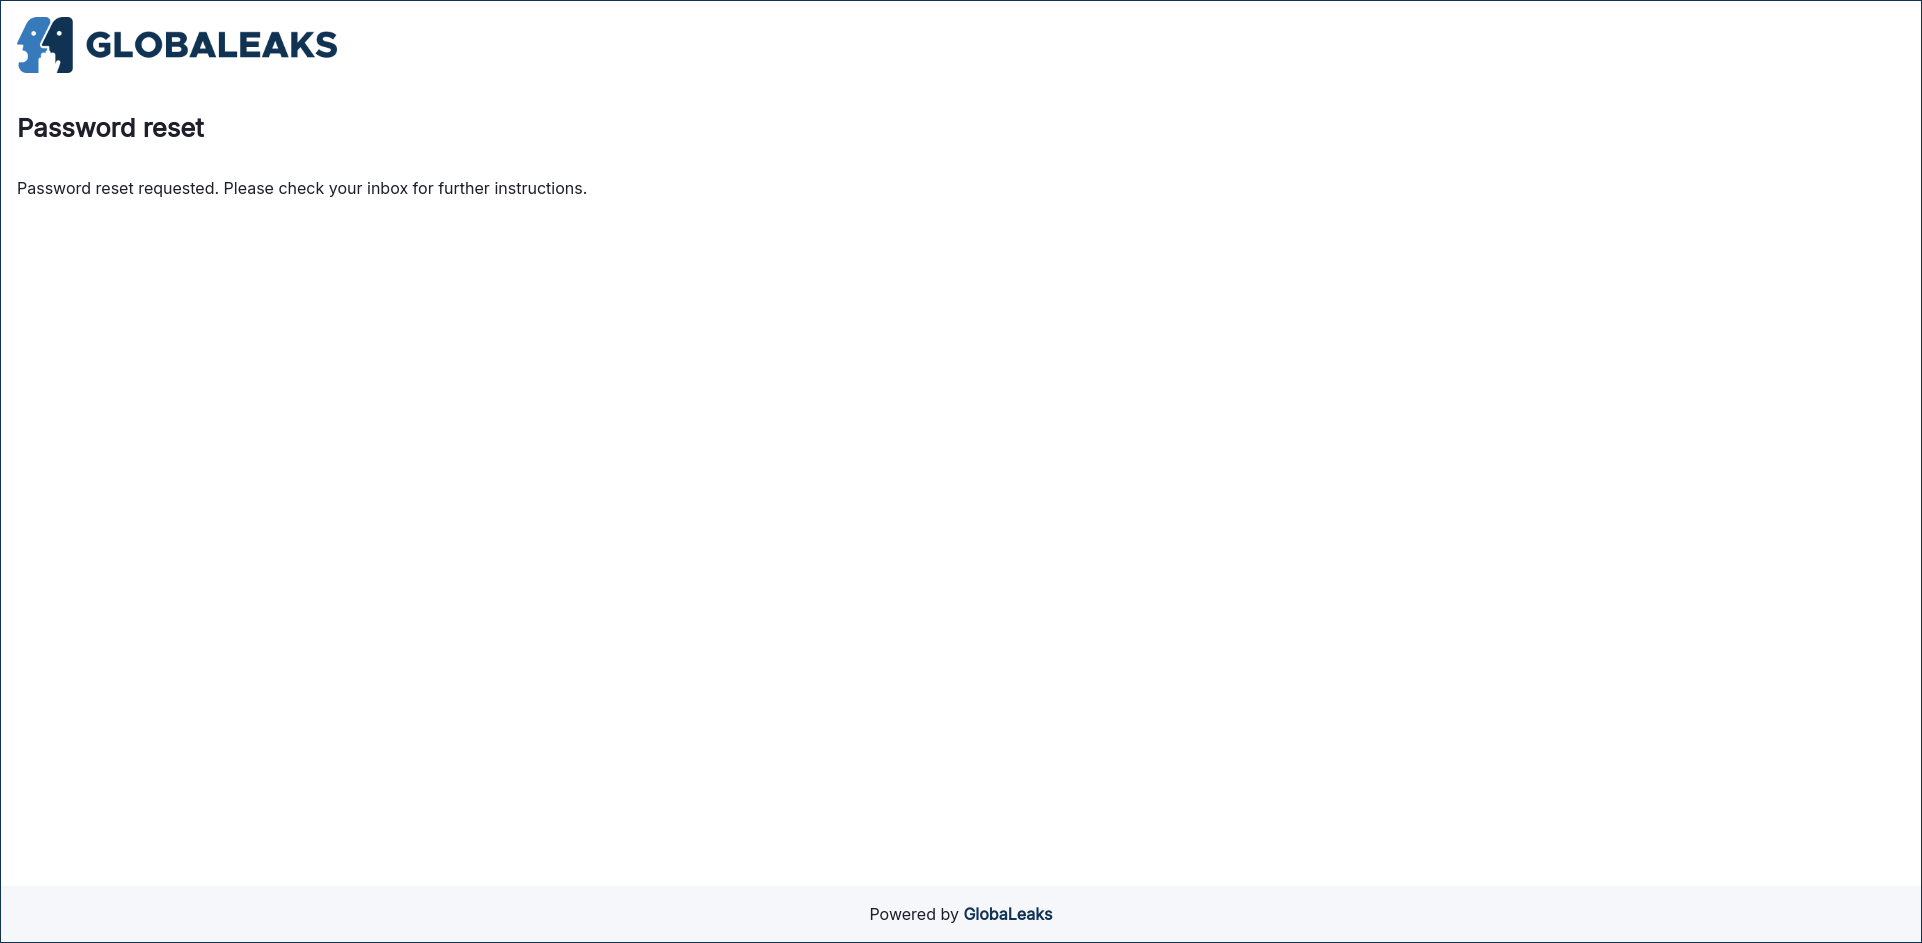 GLOBALEAKS
Password reset
Password reset requested. Please check your inbox for further instructions.
Powered by GlobaLeaks